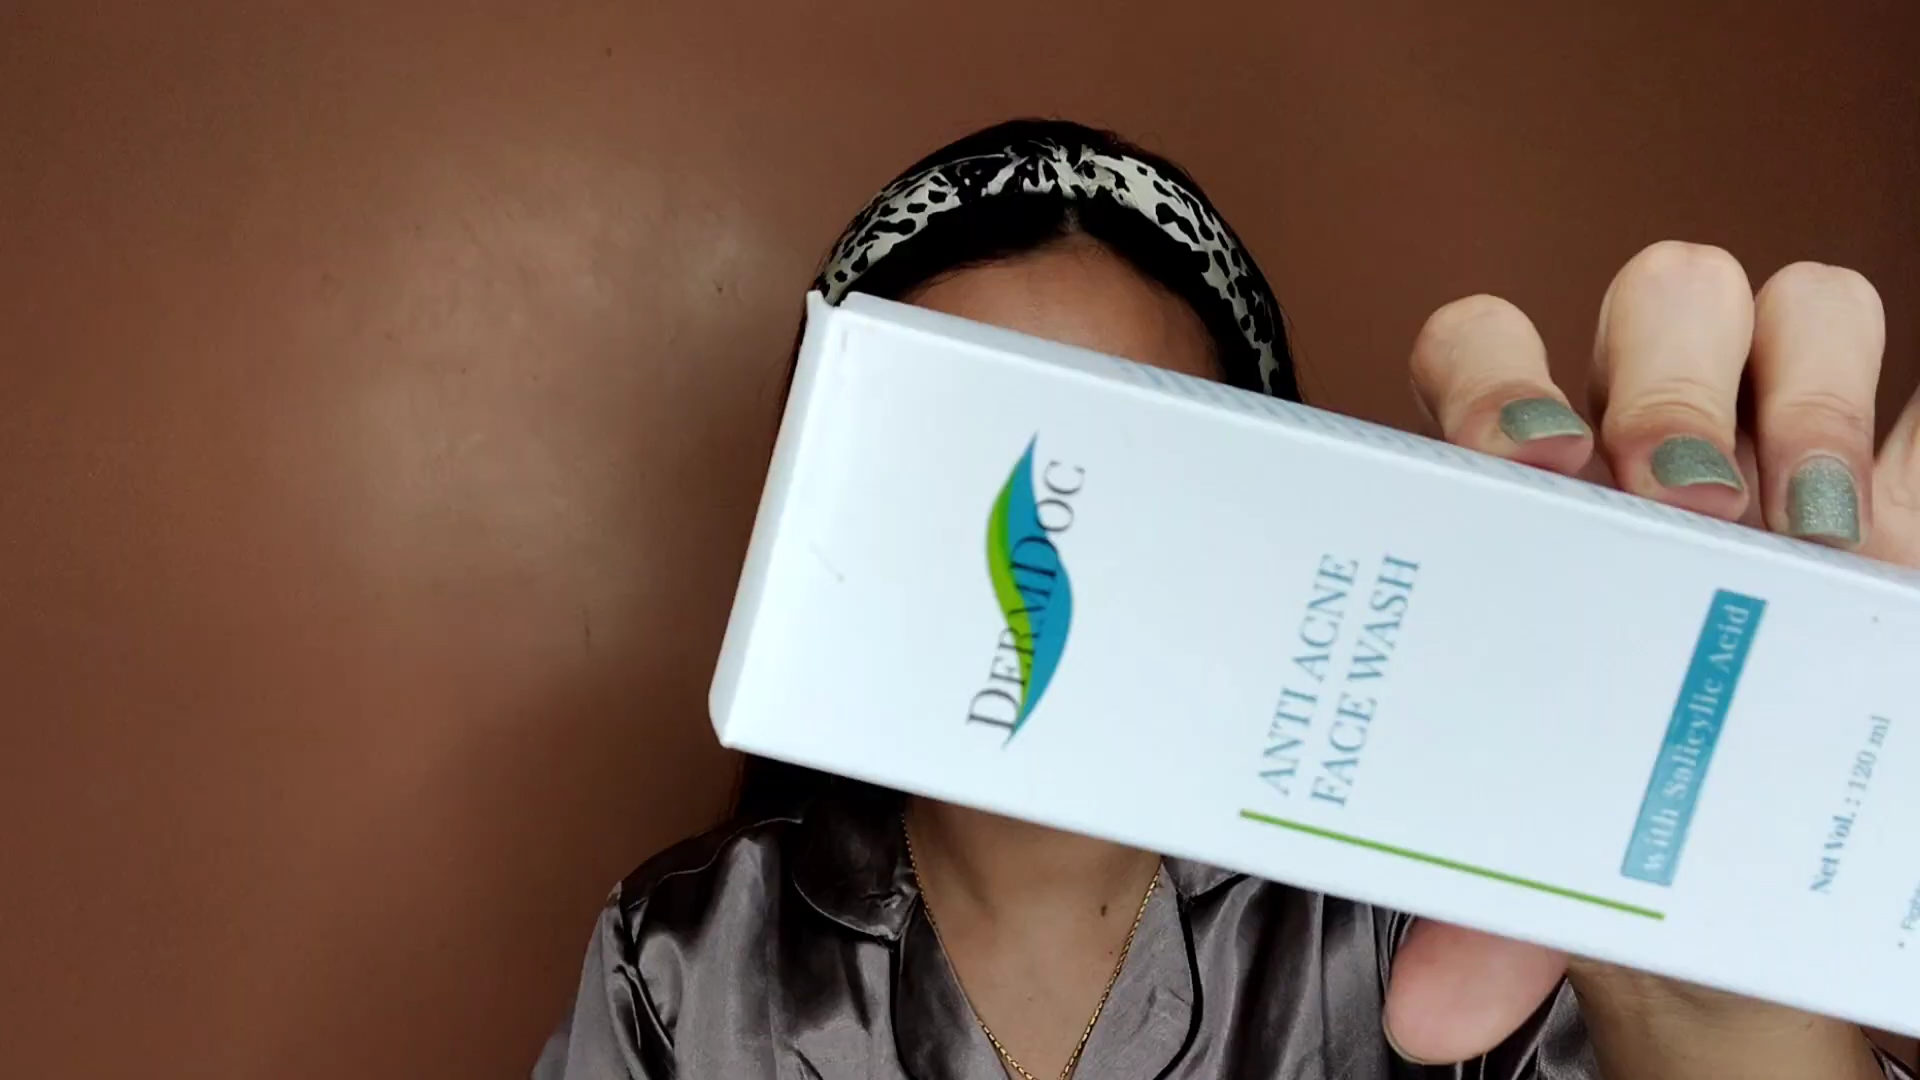 DERMDOC
ANTI ACNE
FACE WASH
With Salicylic Acid
Net Vol. : 120 ml